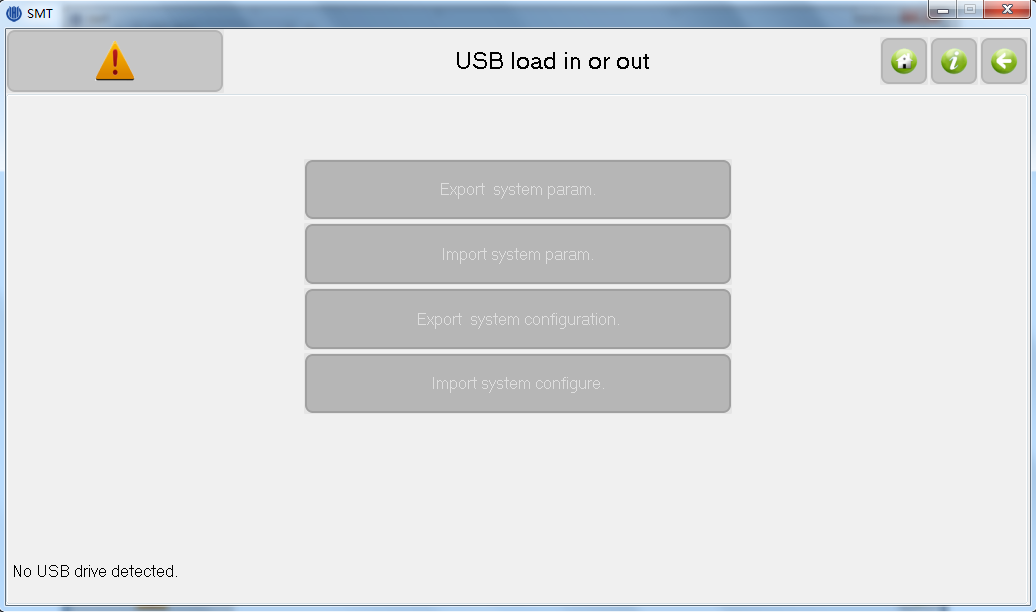 SMT
USB load in or out
Export system param.
Import system param.
Export system configuration.
Import system configure.
No USB drive detected.